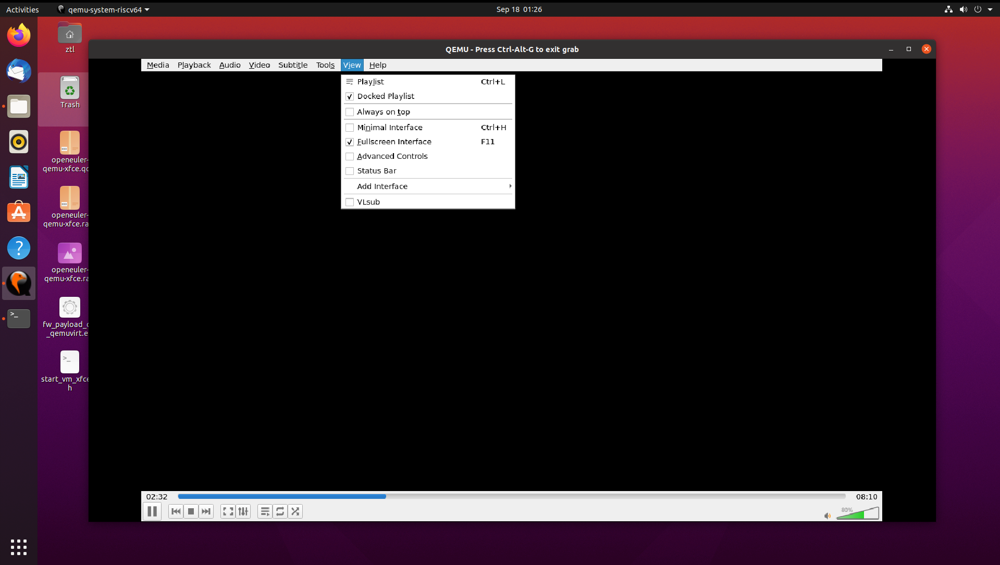 Activities
qemu-system-riscv64
Sep 18 01:26
ztl
Trash
openeuler-
qemu-xfce.qc
openeuler-
qemu-xfce.ra
openeuler-
qemu-xfce.ra
fw_payload_
_qemuvirt.e
start_vm_xfce
h
QEMU - Press Ctrl-Alt-G to exit grab
Media Playback Audio Video Subtitle Tools View Help
Playlist Ctrl+L
Docked Playlist
Always on top
Minimal Interface Ctrl+H
Fullscreen Interface F11
Advanced Controls
Status Bar
Add Interface
VLsub
02:32
08:10
80%